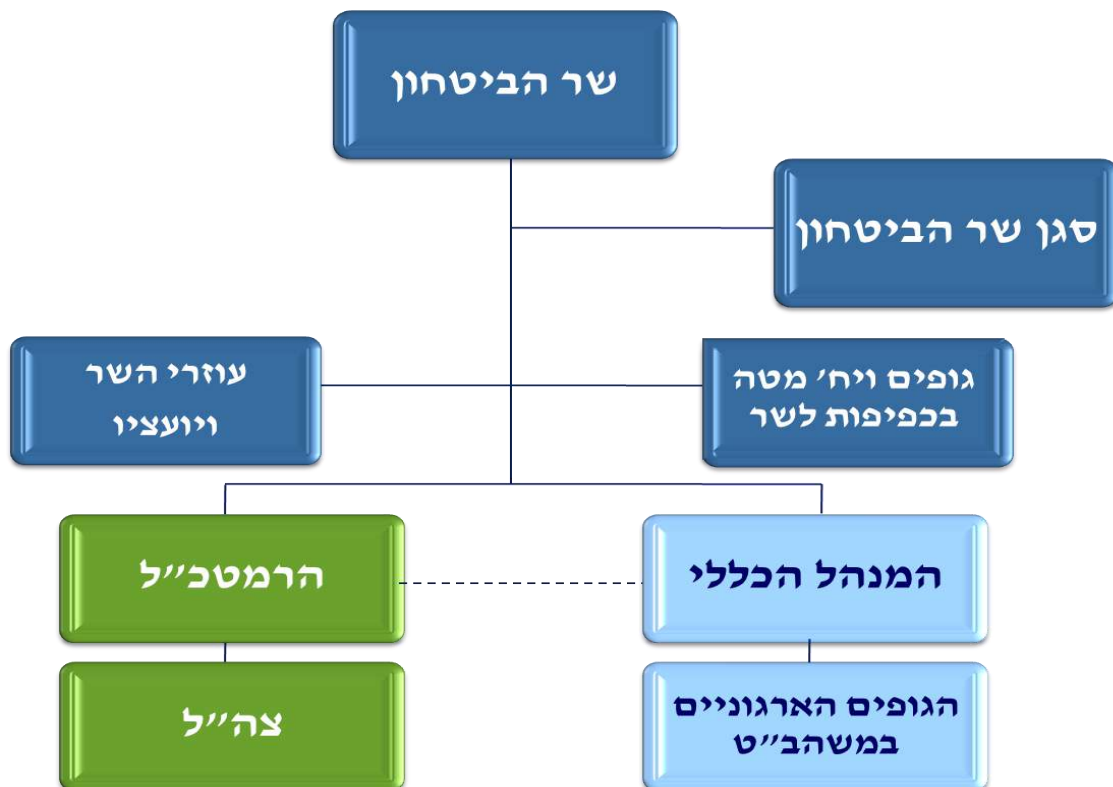 שר הביטחון
סגן שר הביטחון
גופים ויח׳ מטה
בכפיפות לשר
עוזרי השר
ויועציו
המנהל הכללי
הרמטכ״ל
הגופים הארגוניים
במשהב״ט
צה״ל